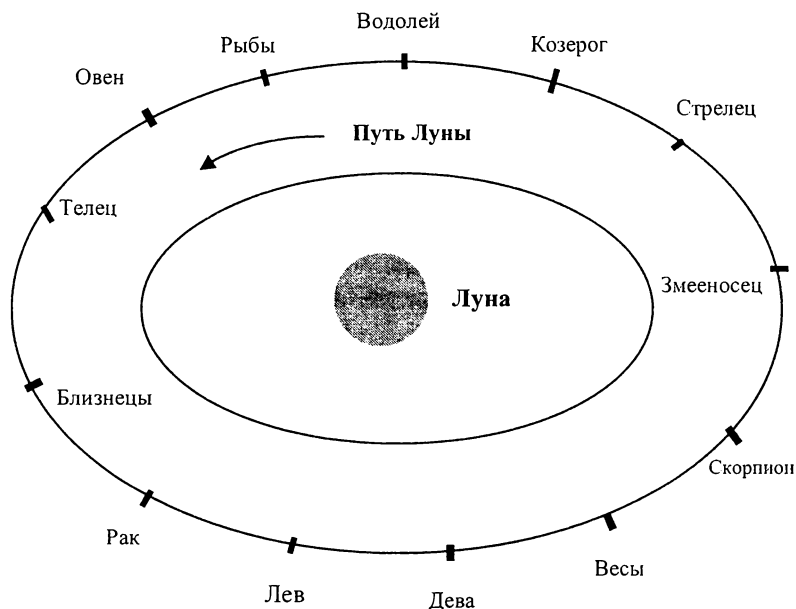 Водолей
Рыбы
Козерог
Овен
Стрелец
Путь Луны
Телец
Змееносец
Луна
Близнецы
Скорпион
Рак
Весы
Лев
Дева